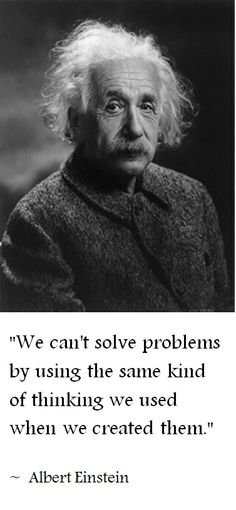 "We can't solve problems
by using the same kind
of thinking we used
when we created them."
~ Albert Einstein